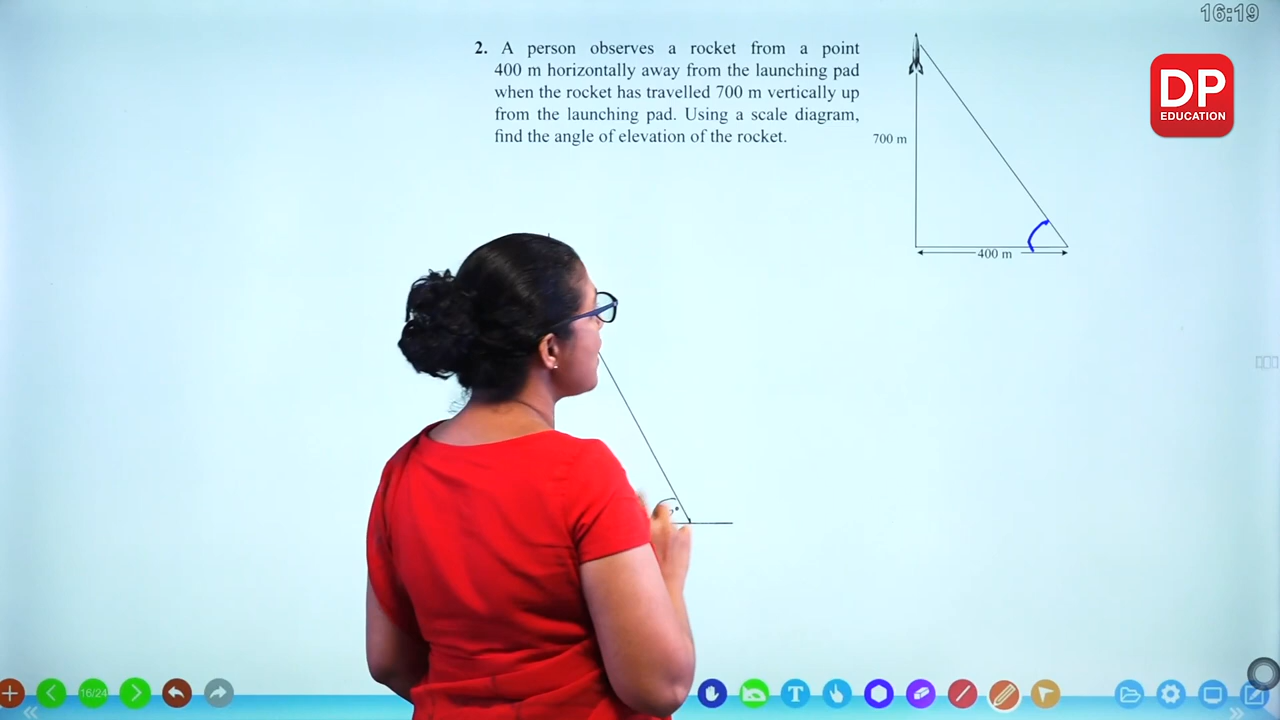 16:19
2. A person observes a rocket from a point
400 m horizontally away from the launching pad
when the rocket has travelled 700 m vertically up
from the launching pad. Using a scale diagram,
find the angle of elevation of the rocket.
700 m
400 m
DP
EDUCATION
16/24
T